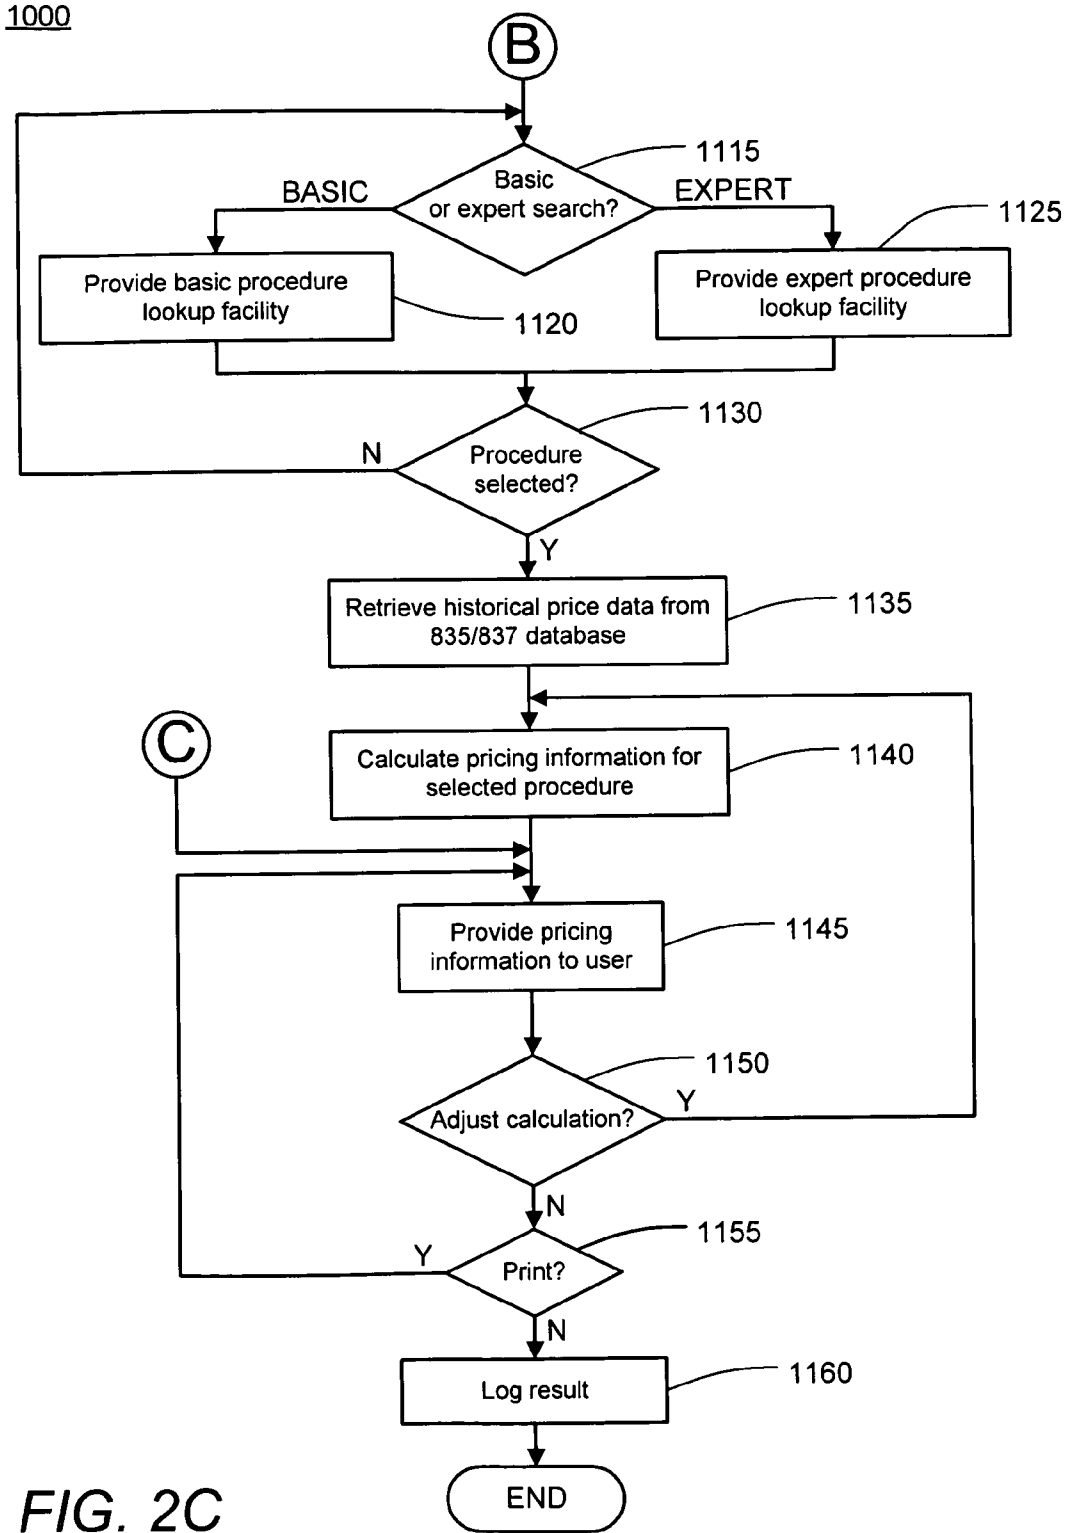 1000
B
1115
Basic
or expert search?
BASIC
EXPERT
1125
Provide basic procedure
lookup facility
1120
Provide expert procedure
lookup facility
1130
Procedure
selected?
N
Y
Retrieve historical price data from
835/837 database
1135
C
Calculate pricing information for
selected procedure
1140
Provide pricing
information to user
1145
1150
Adjust calculation?
Y
N
1155
Print?
Y
N
Log result
1160
END
FIG. 2C